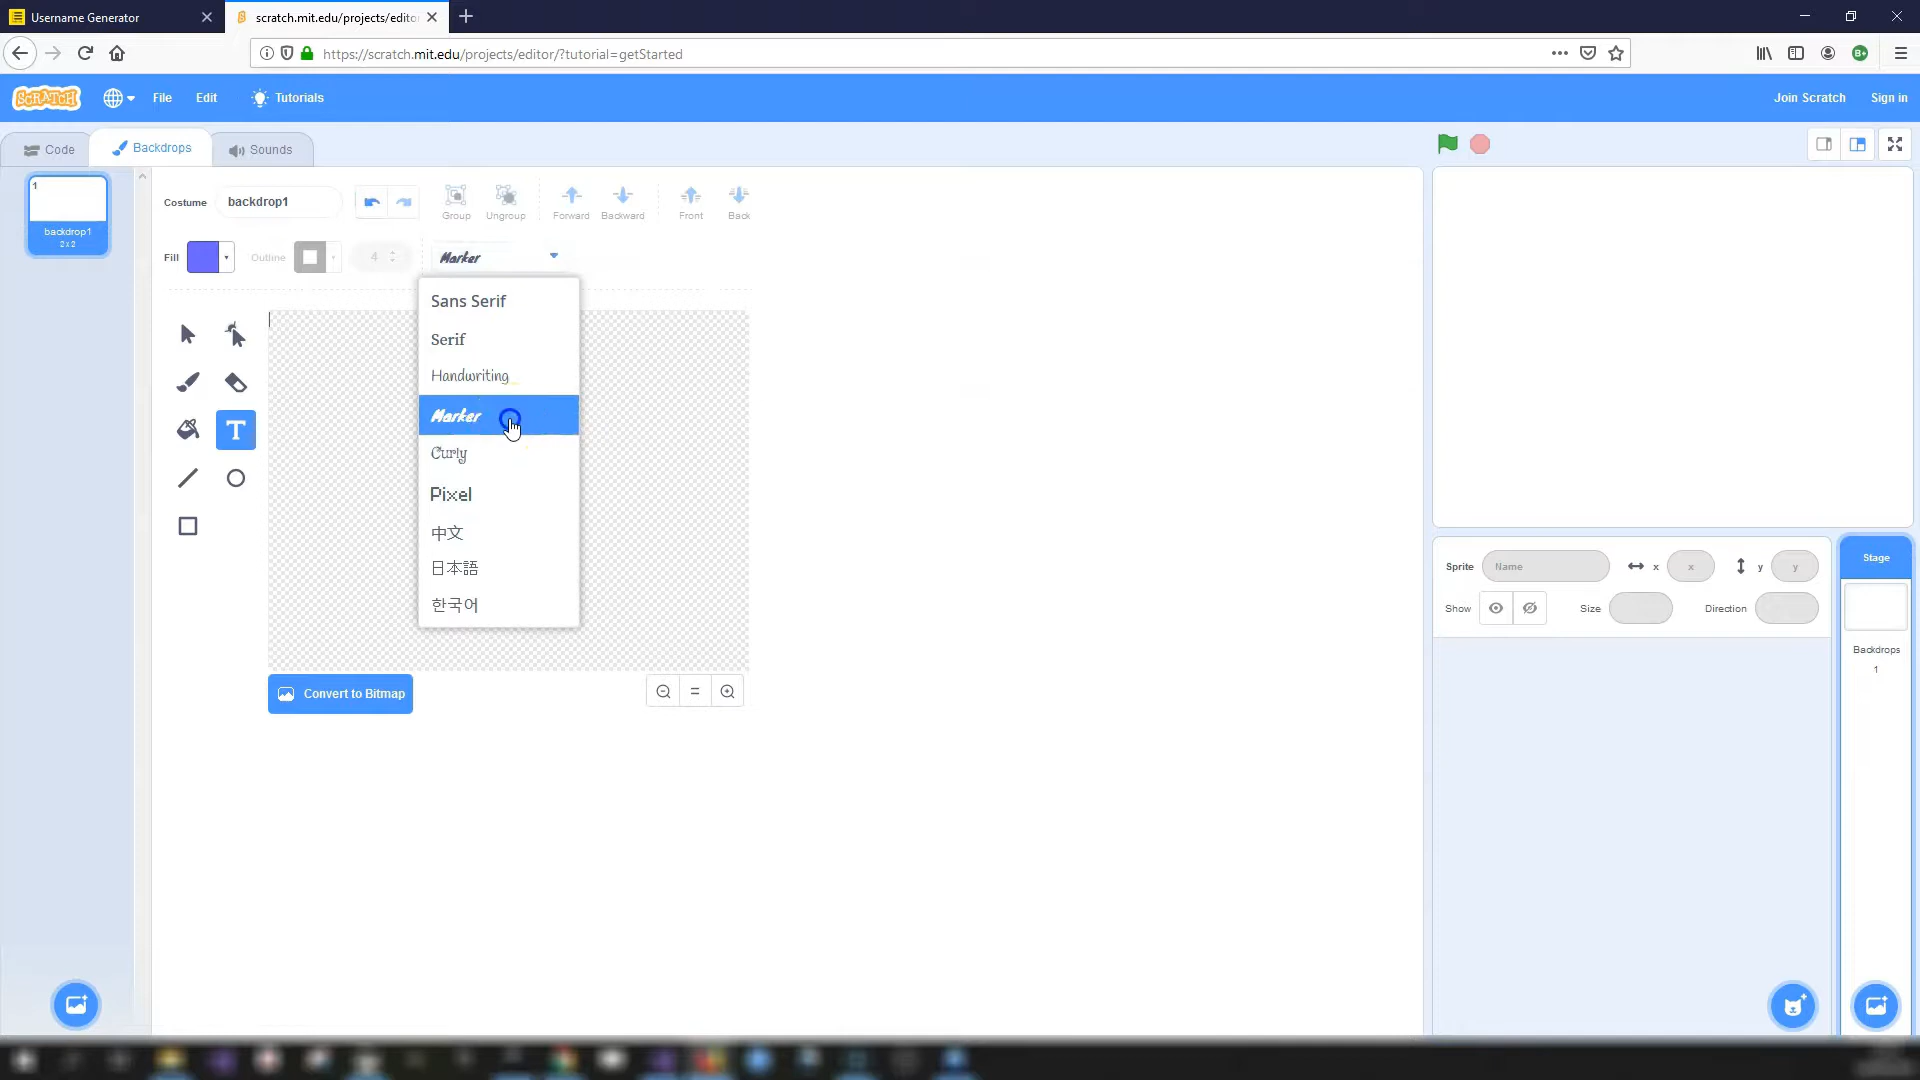 Username Generator
scratch.mit.edu/projects/edito
https://scratch.mit.edu/projects/editor/?tutorial=getStarted
SCRATCH
File
Edit
Tutorials
Join Scratch
Sign in
Code
Backdrops
Sounds
1
backdrop1
2 x 2
Costume
backdrop1
Group
Ungroup
Forward
Backward
Front
Back
Fill
Outline
4
Marker
Sans Serif
Serif
Handwriting
Marker
Curly
Pixel
中文
日本語
한국어
T
Convert to Bitmap
Sprite
Name
x
x
y
y
Show
Size
Direction
Stage
Backdrops
1